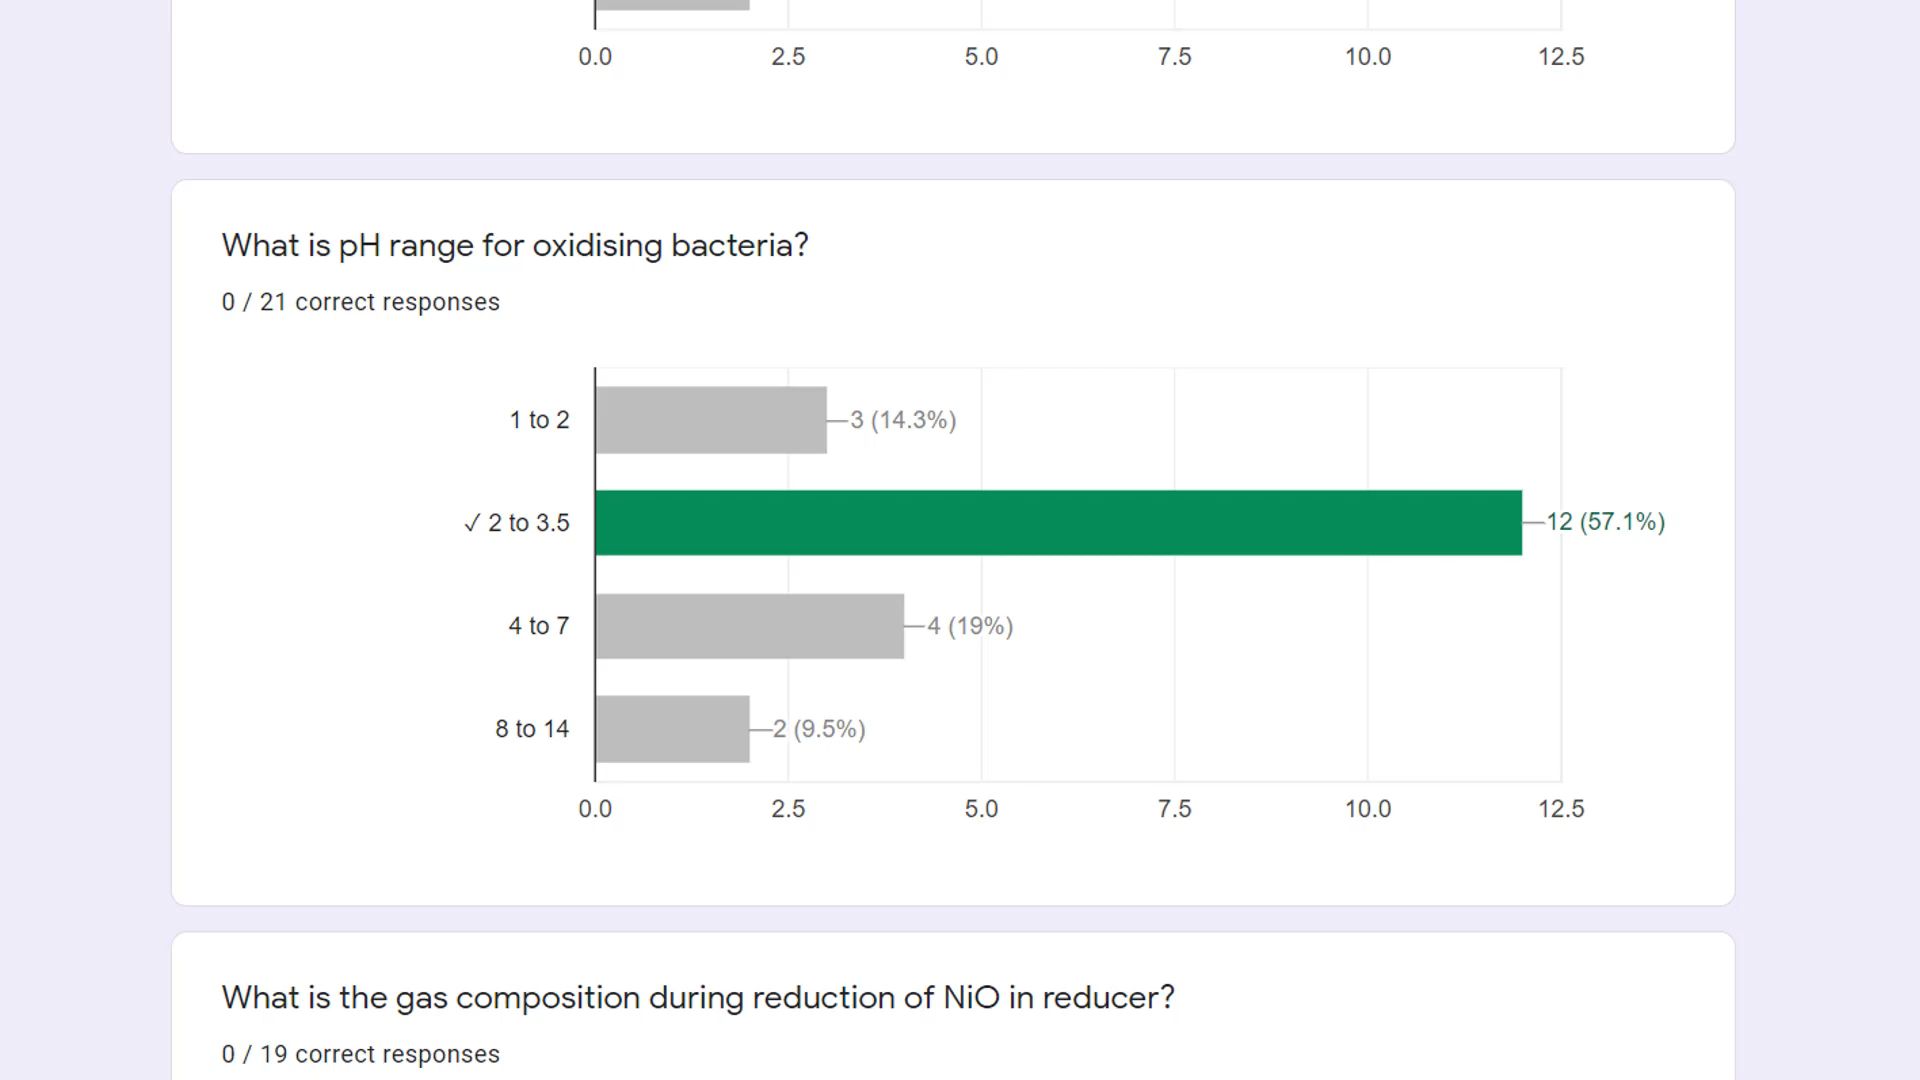 0.0 2.5 5.0 7.5 10.0 12.5
What is pH range for oxidising bacteria?
0 / 21 correct responses
1 to 2 3 (14.3%)
✓ 2 to 3.5 12 (57.1%)
4 to 7 4 (19%)
8 to 14 2 (9.5%)
0.0 2.5 5.0 7.5 10.0 12.5
What is the gas composition during reduction of NiO in reducer?
0 / 19 correct responses